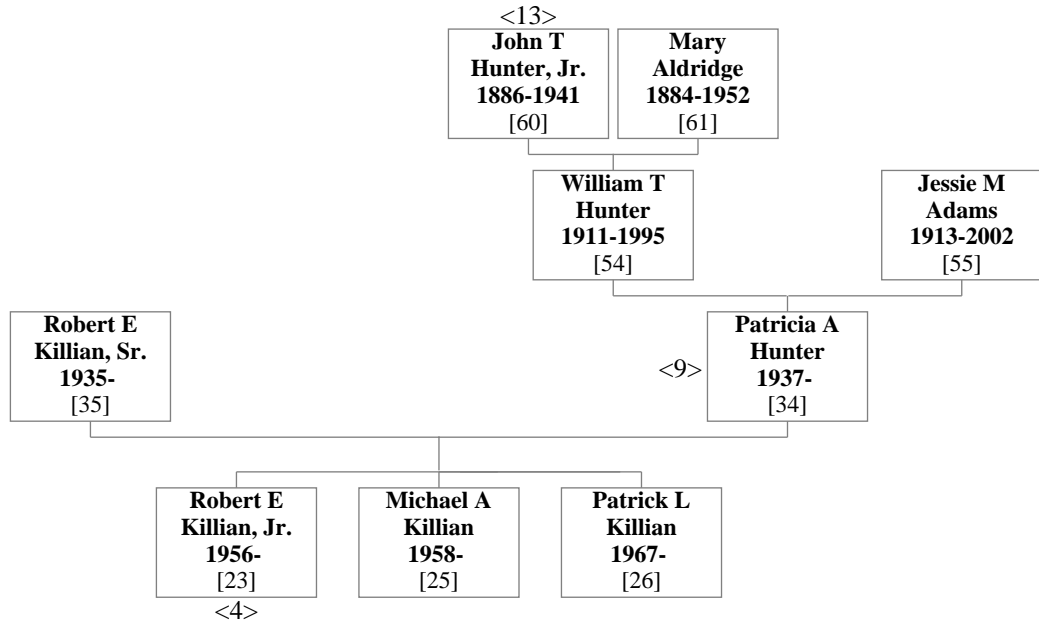 <13>
John T
Hunter, Jr.
1886-1941
[60]
Mary
Aldridge
1884-1952
[61]
William T
Hunter
1911-1995
[54]
Jessie M
Adams
1913-2002
[55]
Robert E
Killian, Sr.
1935-
[35]
<9>
Patricia A
Hunter
1937-
[34]
Robert E
Killian, Jr.
1956-
[23]
<4>
Michael A
Killian
1958-
[25]
Patrick L
Killian
1967-
[26]